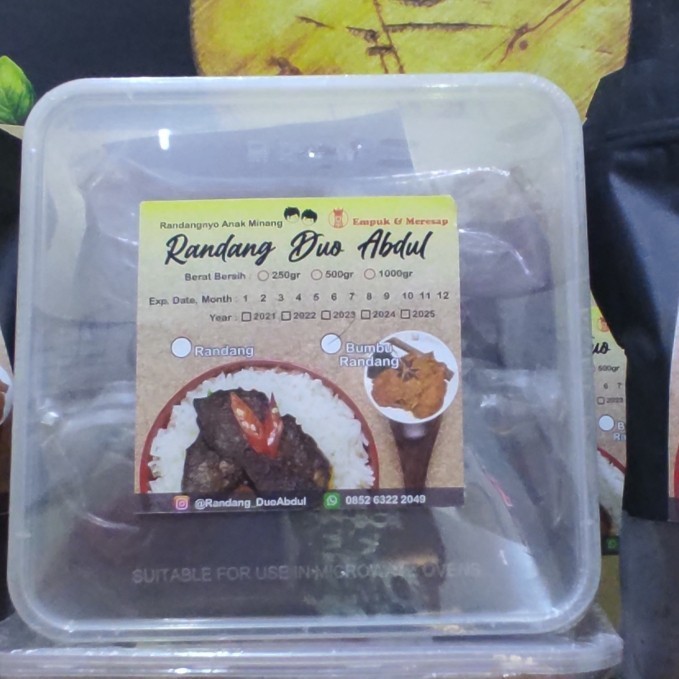 Randangnyo Anak Minang
Empuk & Meresap
Randang Duo Abdul
Berat Bersih : 250gr 500gr 1000gr
Exp. Date, Month : 1 2 3 4 5 6 7 8 9 10 11 12
Year : 2021 2022 2023 2024 2025
Randang
Bumbu
Randang
@Randang_DuoAbdul 0852 6322 2049
SUITABLE FOR USE IN MICROWAVE OVENS